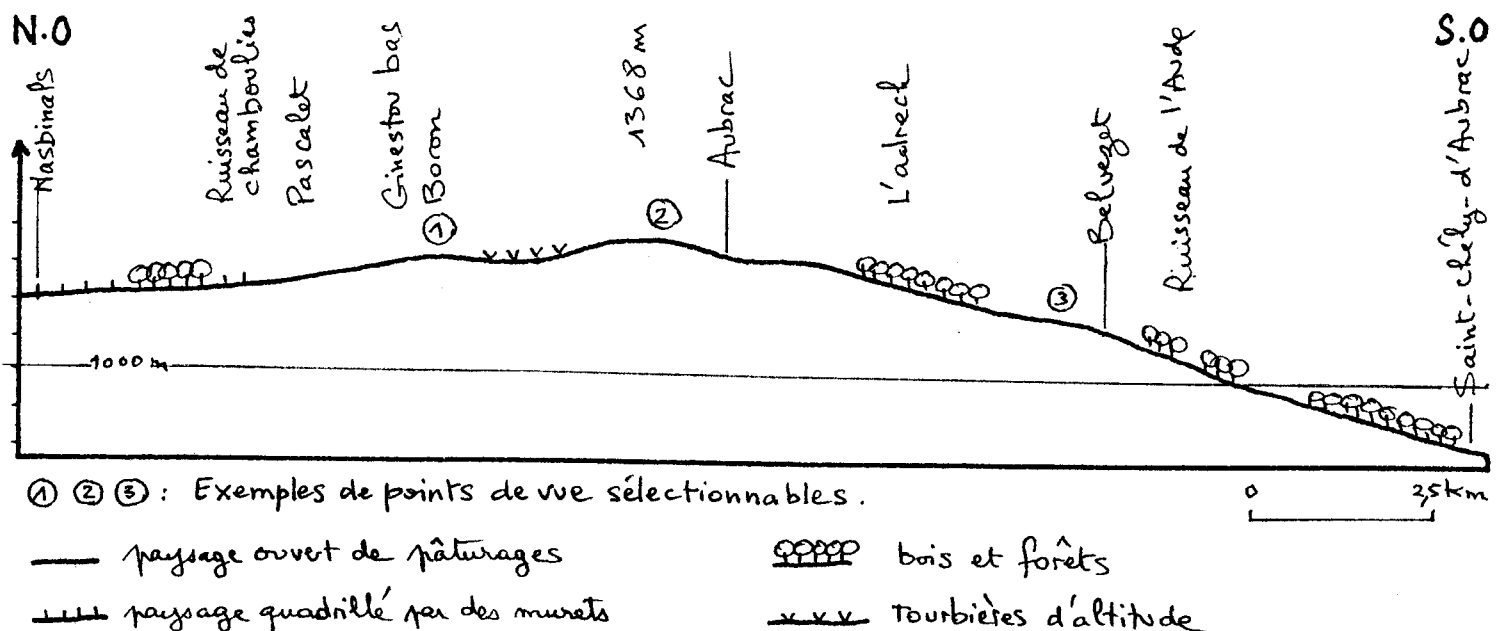 N.O
S.O
Nasbinals
Ruisseau de
chamboulies
Pascalet
Ginestou bas
Boron
1368 m
Aubrac
L'adrech
Belvezet
Ruisseau de l'Aude
Saint-Chély-d'Aubrac
1
2
3
1000 m
1 2 3 : Exemples de points de vue sélectionnables.
0 2,5 km
paysage ouvert de pâturages
bois et forêts
paysage quadrillé par des murets
Tourbières d'altitude